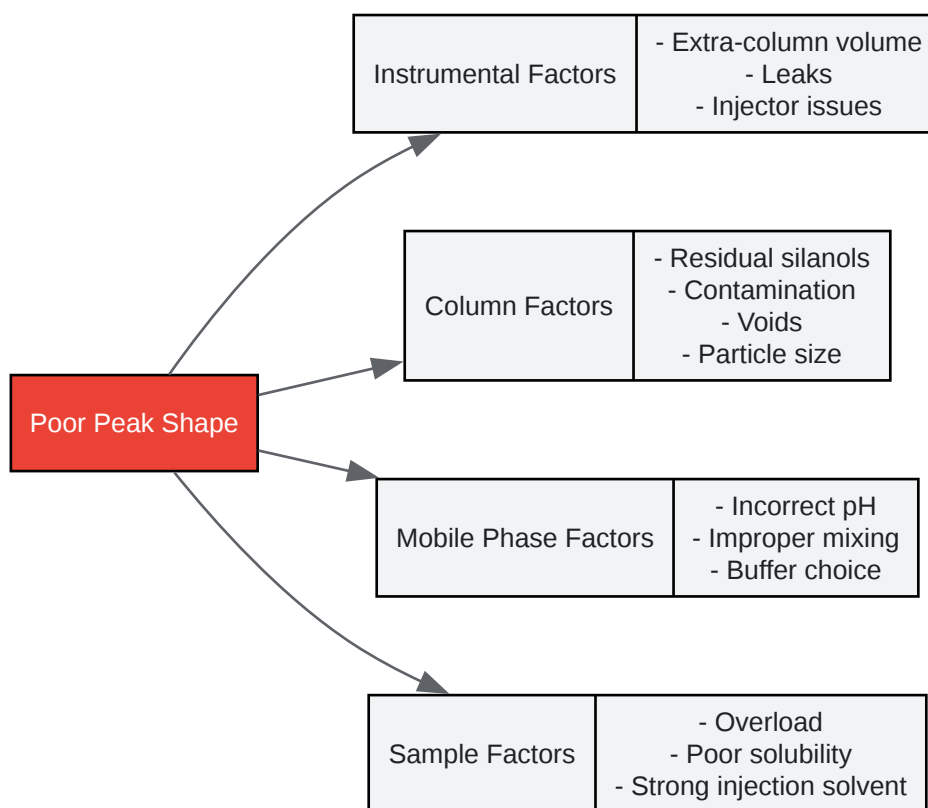 Poor Peak Shape
Instrumental Factors
- Extra-column volume
- Leaks
- Injector issues
Column Factors
- Residual silanols
- Contamination
- Voids
- Particle size
Mobile Phase Factors
- Incorrect pH
- Improper mixing
- Buffer choice
Sample Factors
- Overload
- Poor solubility
- Strong injection solvent